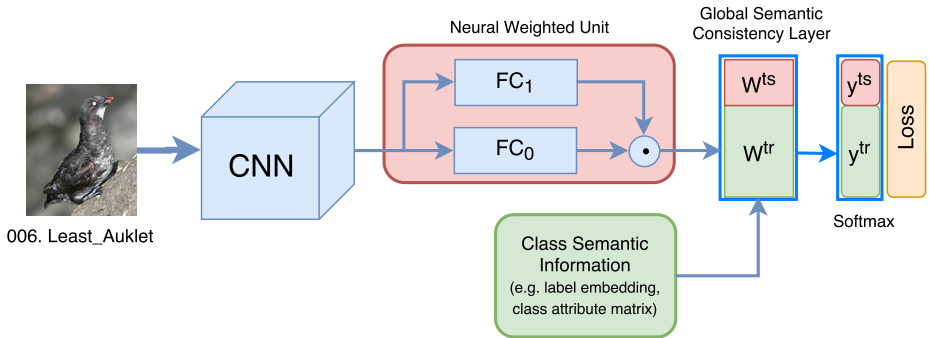 Neural Weighted Unit
Global Semantic
Consistency Layer
FC1
FC0
CNN
W^ts
W^tr
y^ts
y^tr
Loss
Softmax
006. Least_Auklet
Class Semantic
Information
(e.g. label embedding,
class attribute matrix)